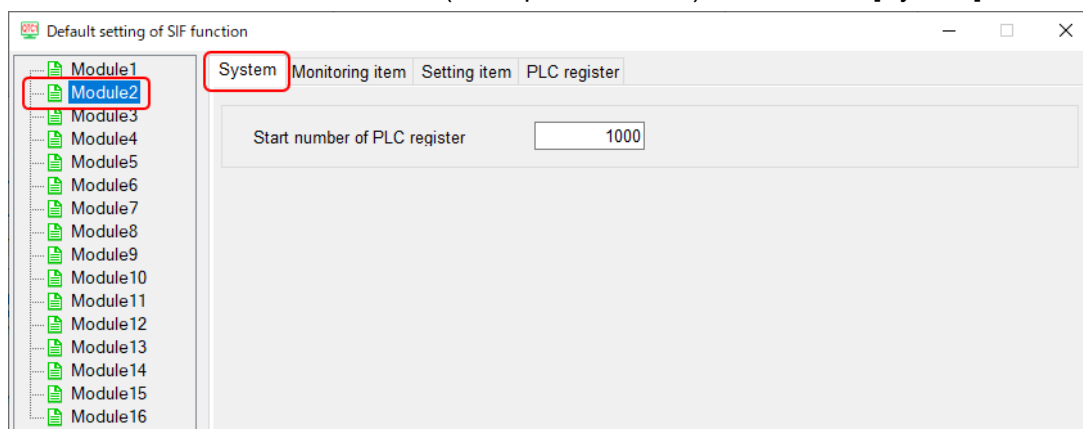 Default setting of SIF function
Module1
Module2
Module3
Module4
Module5
Module6
Module7
Module8
Module9
Module10
Module11
Module12
Module13
Module14
Module15
Module16
System Monitoring item Setting item PLC register
Start number of PLC register 1000